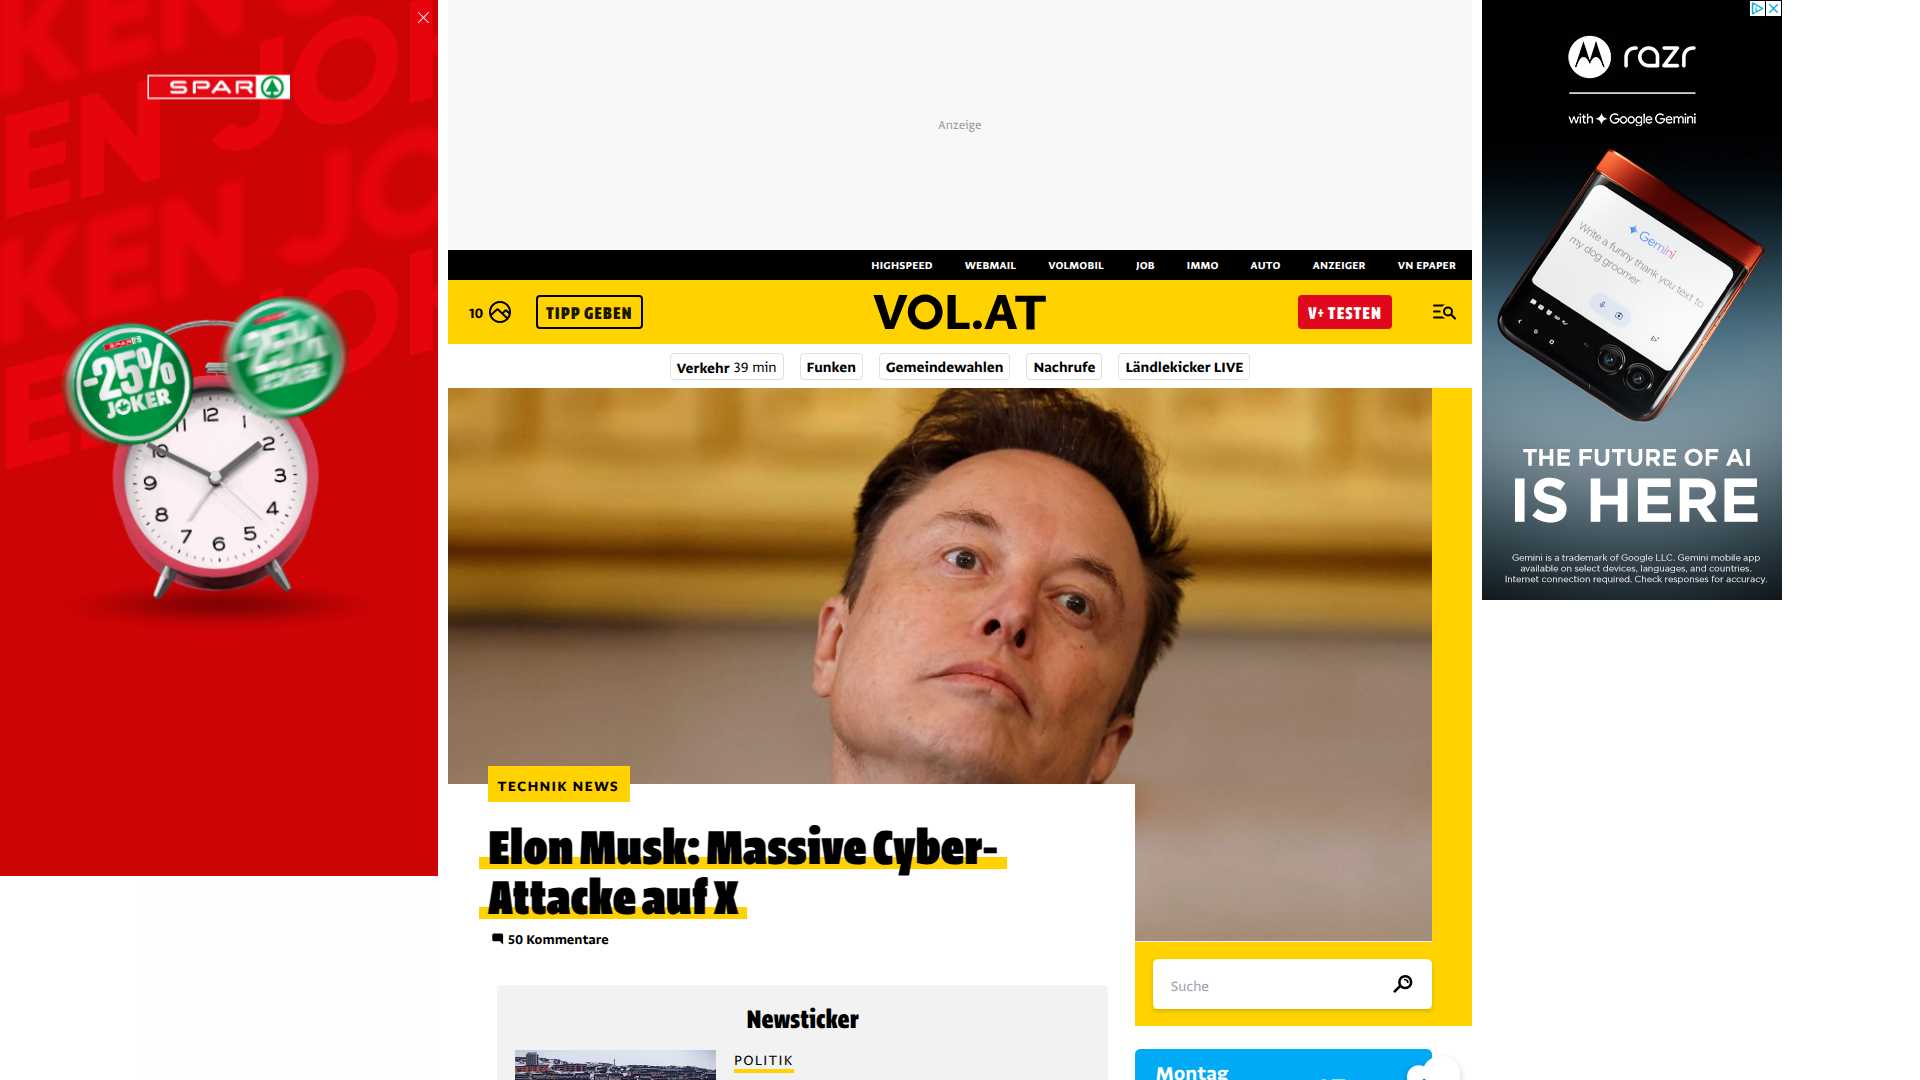 SPAR
-25%
JOKER
-25%
JOKER
12
1
2
3
4
5
6
7
8
9
10
11
Anzeige
HIGHSPEED WEBMAIL VOLMOBIL JOB IMMO AUTO ANZEIGER VN EPAPER
10 TIPP GEBEN VOL.AT V+ TESTEN
Verkehr 39 min Funken Gemeindewahlen Nachrufe Ländlekicker LIVE
TECHNIK NEWS
Elon Musk: Massive Cyber-
Attacke auf X
50 Kommentare
Newsticker
POLITIK
Suche
Montag
razr
with Google Gemini
Gemini
Write a funny thank you text to
my dog groomer
THE FUTURE OF AI
IS HERE
Gemini is a trademark of Google LLC. Gemini mobile app
available on select devices, languages, and countries.
Internet connection required. Check responses for accuracy.